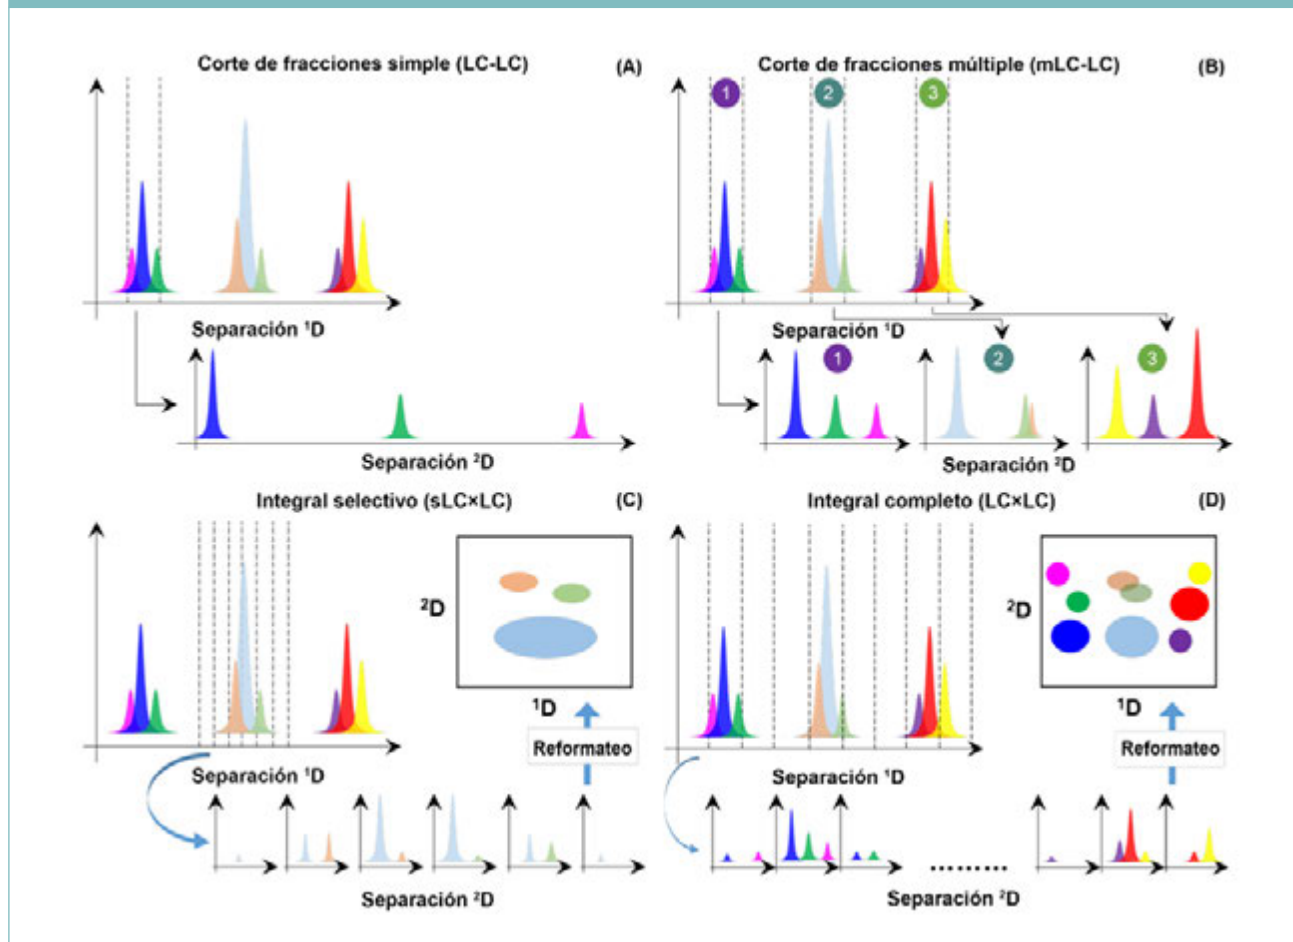 Corte de fracciones simple (LC-LC)
(A)
Separación ¹D
Separación ²D
Corte de fracciones múltiple (mLC-LC)
(B)
1
2
3
Separación ¹D
1
2
3
Separación ²D
Integral selectivo (sLC×LC)
(C)
²D
¹D
Reformateo
Separación ¹D
Separación ²D
Integral completo (LC×LC)
(D)
²D
¹D
Reformateo
Separación ¹D
.........
Separación ²D